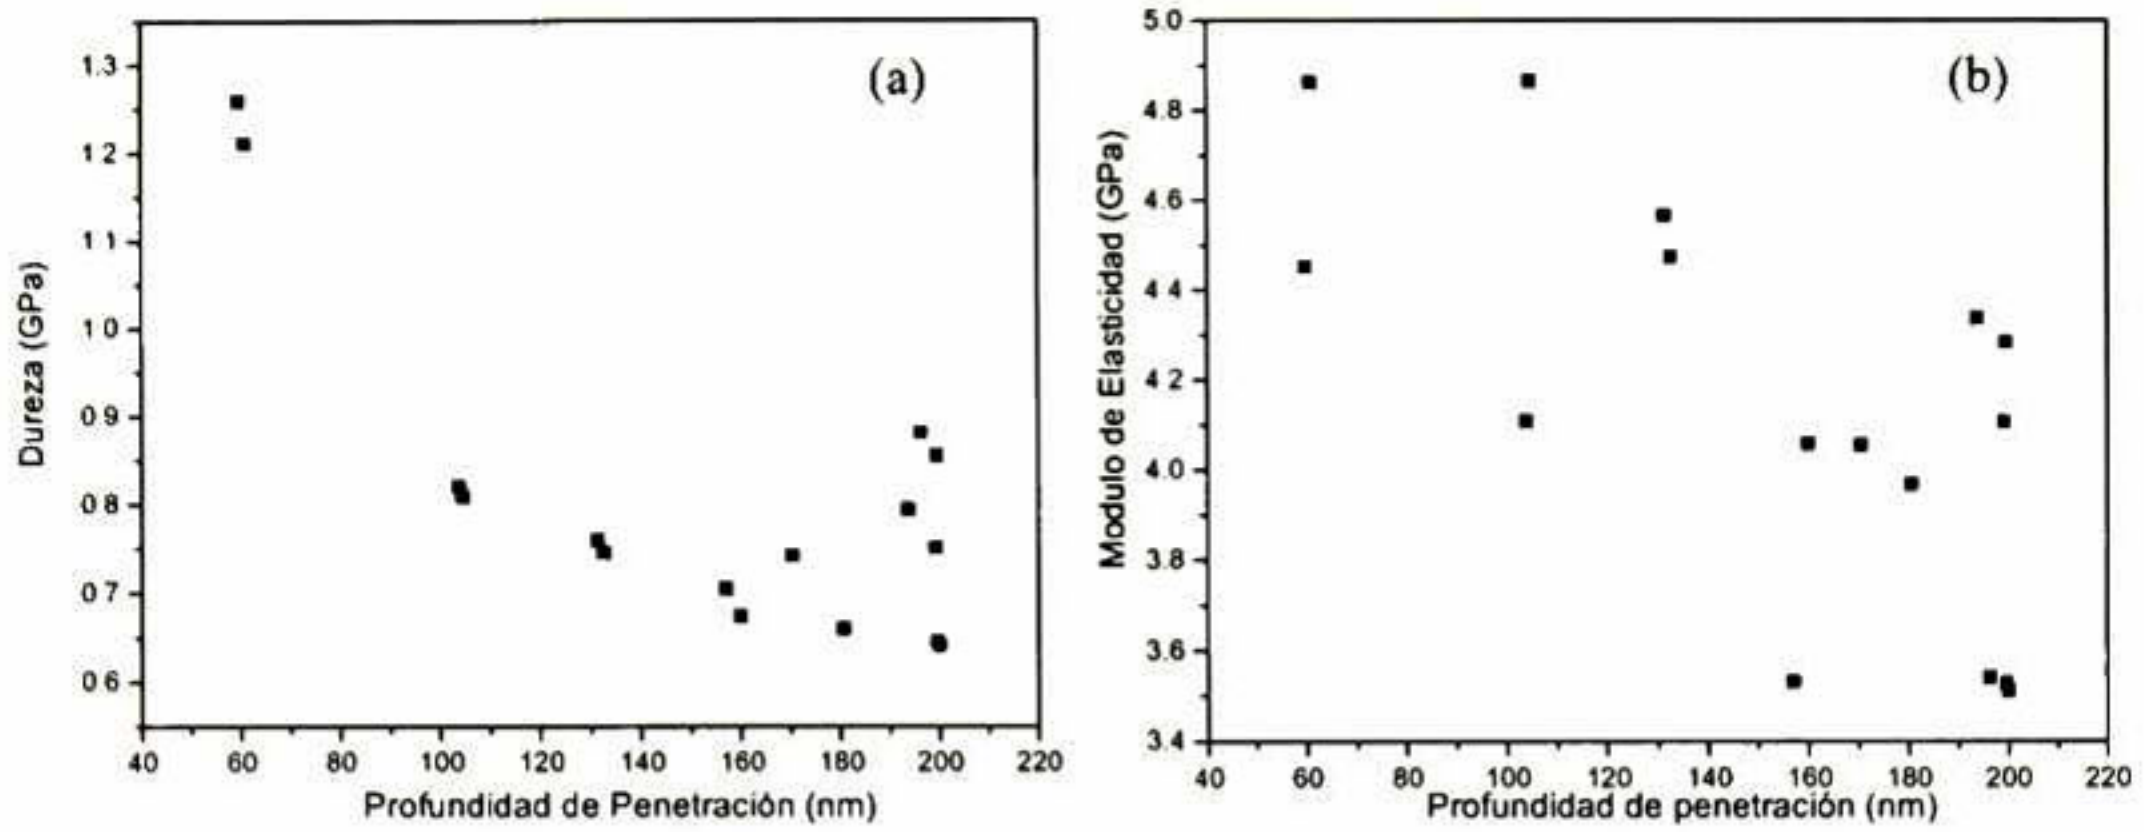 (a)
Dureza (GPa)
1.3
1 2
1 1
1 0
0 9
0 8
0 7
0 6
40 60 80 100 120 140 160 180 200 220
Profundidad de Penetración (nm)
(b)
Modulo de Elasticidad (GPa)
5.0
4.8
4.6
4 4
4 2
4.0
3.8
3.6
3.4
40 60 80 100 120 140 160 180 200 220
Profundidad de penetración (nm)